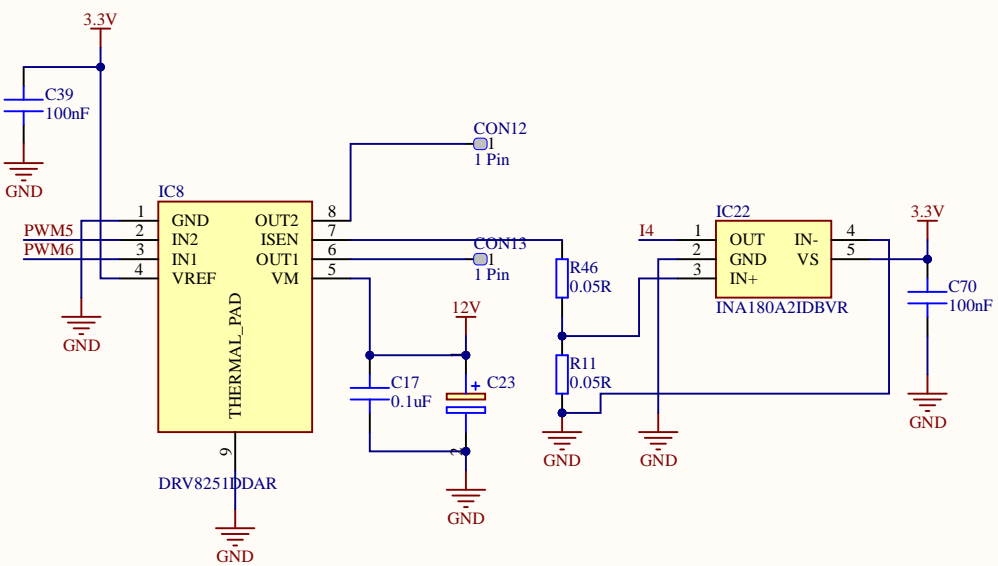 3.3V
C39
100nF
GND
CON12
1
1 Pin
IC8
1 GND OUT2 8
PWM5 2 IN2 ISEN 7
PWM6 3 IN1 OUT1 6
4 VREF VM 5
CON13
1
1 Pin
THERMAL_PAD
9
DRV8251DDAR
GND
GND
12V
C17
0.1uF
+ C23
2
GND
R46
0.05R
R11
0.05R
GND
IC22
I4 1 OUT IN- 4
2 GND VS 5
3 IN+
INA180A2IDBVR
GND
3.3V
C70
100nF
GND